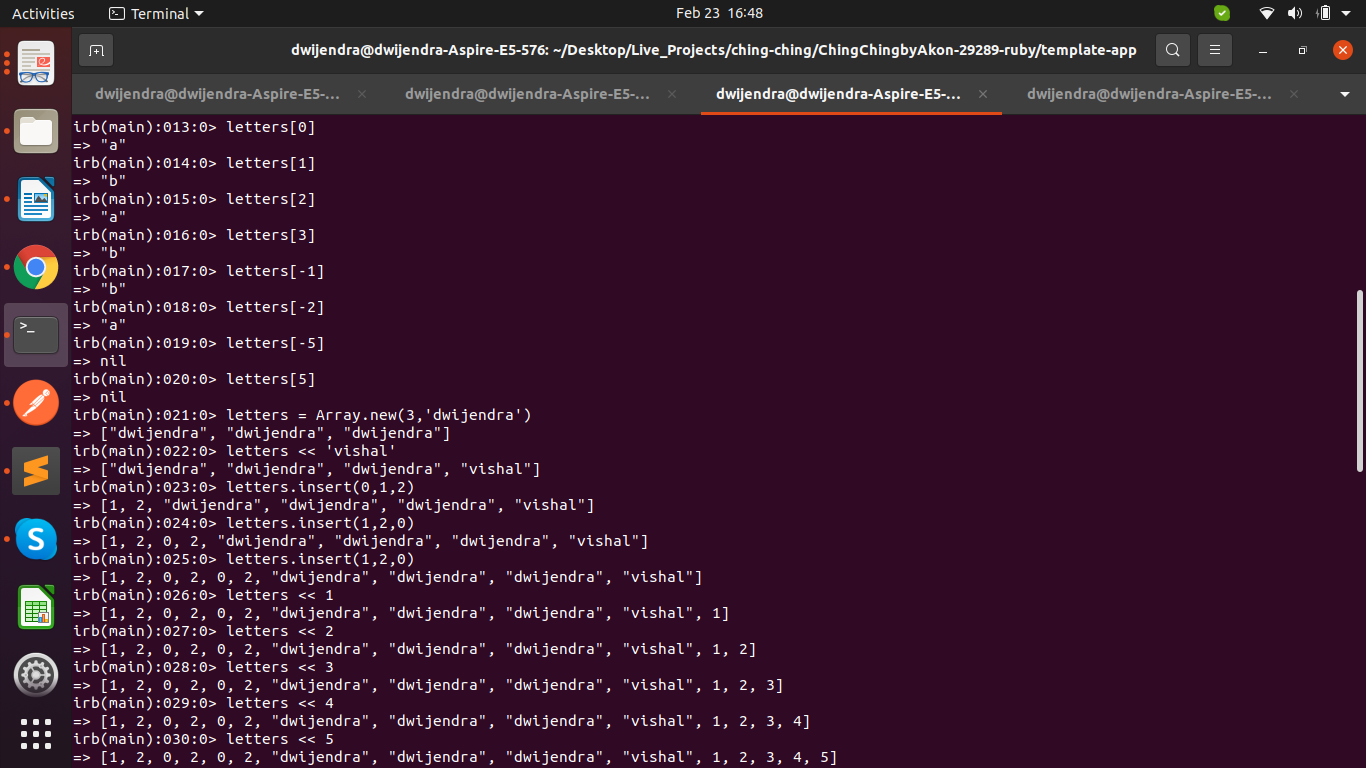 Activities
Terminal
Feb 23 16:48
dwijendra@dwijendra-Aspire-E5-576: ~/Desktop/Live_Projects/ching-ching/ChingChingbyAkon-29289-ruby/template-app
dwijendra@dwijendra-Aspire-E5-...
dwijendra@dwijendra-Aspire-E5-...
dwijendra@dwijendra-Aspire-E5-...
dwijendra@dwijendra-Aspire-E5-...
irb(main):013:0> letters[0]
=> "a"
irb(main):014:0> letters[1]
=> "b"
irb(main):015:0> letters[2]
=> "a"
irb(main):016:0> letters[3]
=> "b"
irb(main):017:0> letters[-1]
=> "b"
irb(main):018:0> letters[-2]
=> "a"
irb(main):019:0> letters[-5]
=> nil
irb(main):020:0> letters[5]
=> nil
irb(main):021:0> letters = Array.new(3,'dwijendra')
=> ["dwijendra", "dwijendra", "dwijendra"]
irb(main):022:0> letters << 'vishal'
=> ["dwijendra", "dwijendra", "dwijendra", "vishal"]
irb(main):023:0> letters.insert(0,1,2)
=> [1, 2, "dwijendra", "dwijendra", "dwijendra", "vishal"]
irb(main):024:0> letters.insert(1,2,0)
=> [1, 2, 0, 2, "dwijendra", "dwijendra", "dwijendra", "vishal"]
irb(main):025:0> letters.insert(1,2,0)
=> [1, 2, 0, 2, 0, 2, "dwijendra", "dwijendra", "dwijendra", "vishal"]
irb(main):026:0> letters << 1
=> [1, 2, 0, 2, 0, 2, "dwijendra", "dwijendra", "dwijendra", "vishal", 1]
irb(main):027:0> letters << 2
=> [1, 2, 0, 2, 0, 2, "dwijendra", "dwijendra", "dwijendra", "vishal", 1, 2]
irb(main):028:0> letters << 3
=> [1, 2, 0, 2, 0, 2, "dwijendra", "dwijendra", "dwijendra", "vishal", 1, 2, 3]
irb(main):029:0> letters << 4
=> [1, 2, 0, 2, 0, 2, "dwijendra", "dwijendra", "dwijendra", "vishal", 1, 2, 3, 4]
irb(main):030:0> letters << 5
=> [1, 2, 0, 2, 0, 2, "dwijendra", "dwijendra", "dwijendra", "vishal", 1, 2, 3, 4, 5]